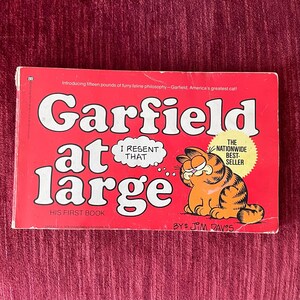 Introducing fifteen pounds of furry feline philosophy—Garfield, America's greatest cat!
Garfield
at
large
I RESENT
THAT
THE
NATIONWIDE
BEST-
SELLER
HIS FIRST BOOK
BY: JIM DAVIS